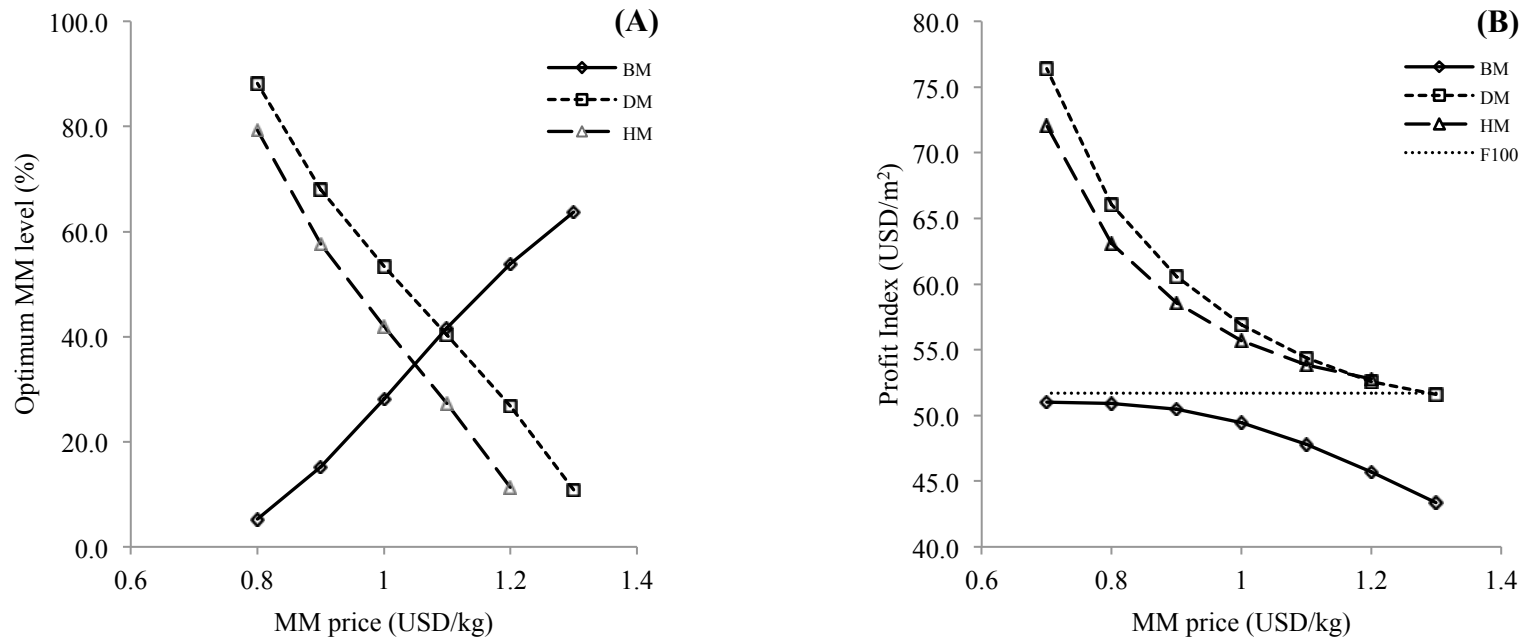 (A)
100.0
80.0
60.0
40.0
20.0
0.0
0.6
0.8
1
1.2
1.4
Optimum MM level (%)
MM price (USD/kg)
BM
DM
HM
(B)
80.0
75.0
70.0
65.0
60.0
55.0
50.0
45.0
40.0
0.6
0.8
1
1.2
1.4
Profit Index (USD/m²)
MM price (USD/kg)
BM
DM
HM
F100